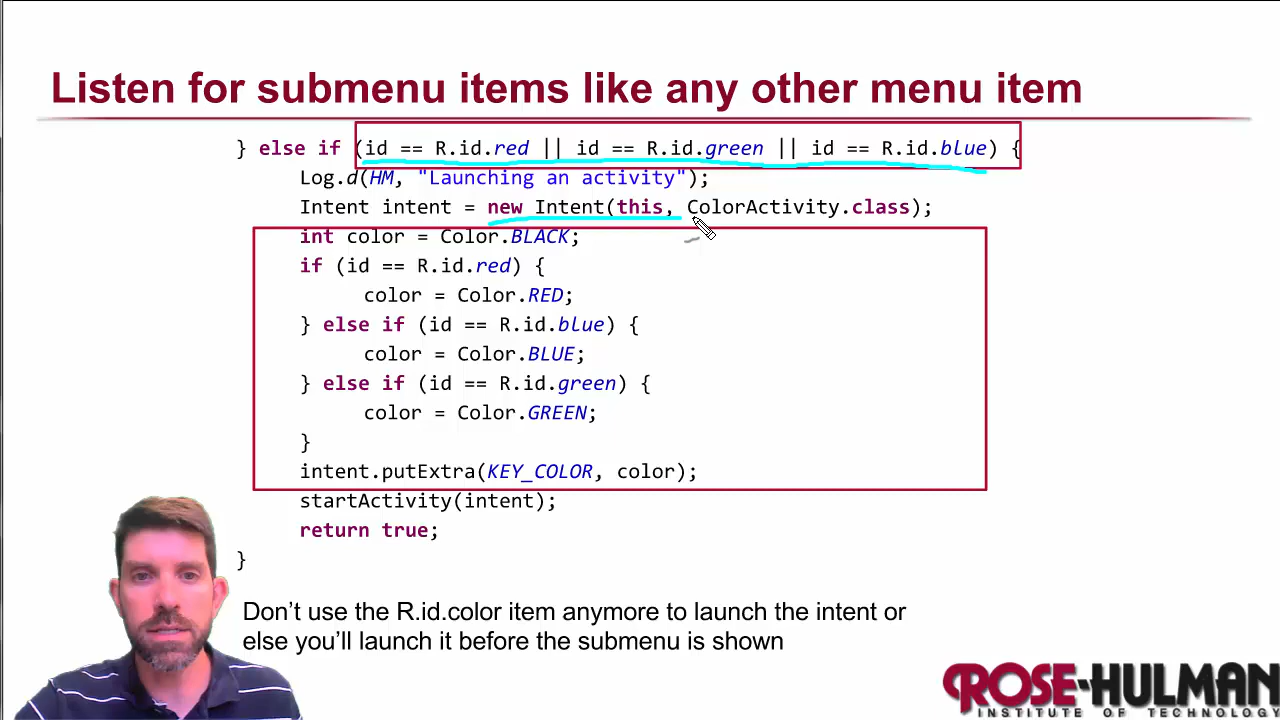 Listen for submenu items like any other menu item
} else if (id == R.id.red || id == R.id.green || id == R.id.blue) {
Log.d(HM, "Launching an activity");
Intent intent = new Intent(this, ColorActivity.class);
int color = Color.BLACK;
if (id == R.id.red) {
color = Color.RED;
} else if (id == R.id.blue) {
color = Color.BLUE;
} else if (id == R.id.green) {
color = Color.GREEN;
}
intent.putExtra(KEY_COLOR, color);
startActivity(intent);
return true;
}
Don’t use the R.id.color item anymore to launch the intent or
else you’ll launch it before the submenu is shown
ROSE-HULMAN
INSTITUTE OF TECHNOLOGY